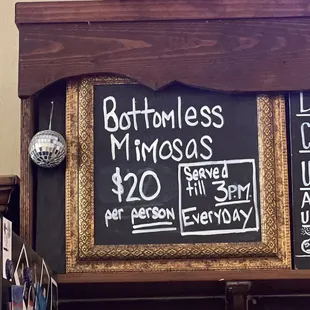 Bottomless
Mimosas
$20
per person
Served
till 3PM
Everyday